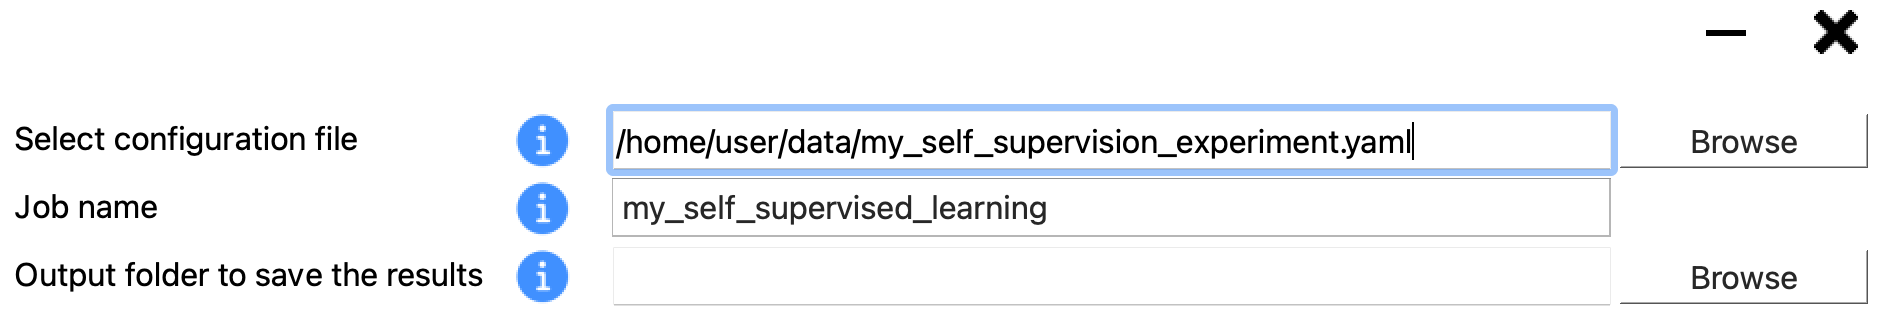 Select configuration file i /home/user/data/my_self_supervision_experiment.yaml Browse
Job name i my_self_supervised_learning
Output folder to save the results i Browse